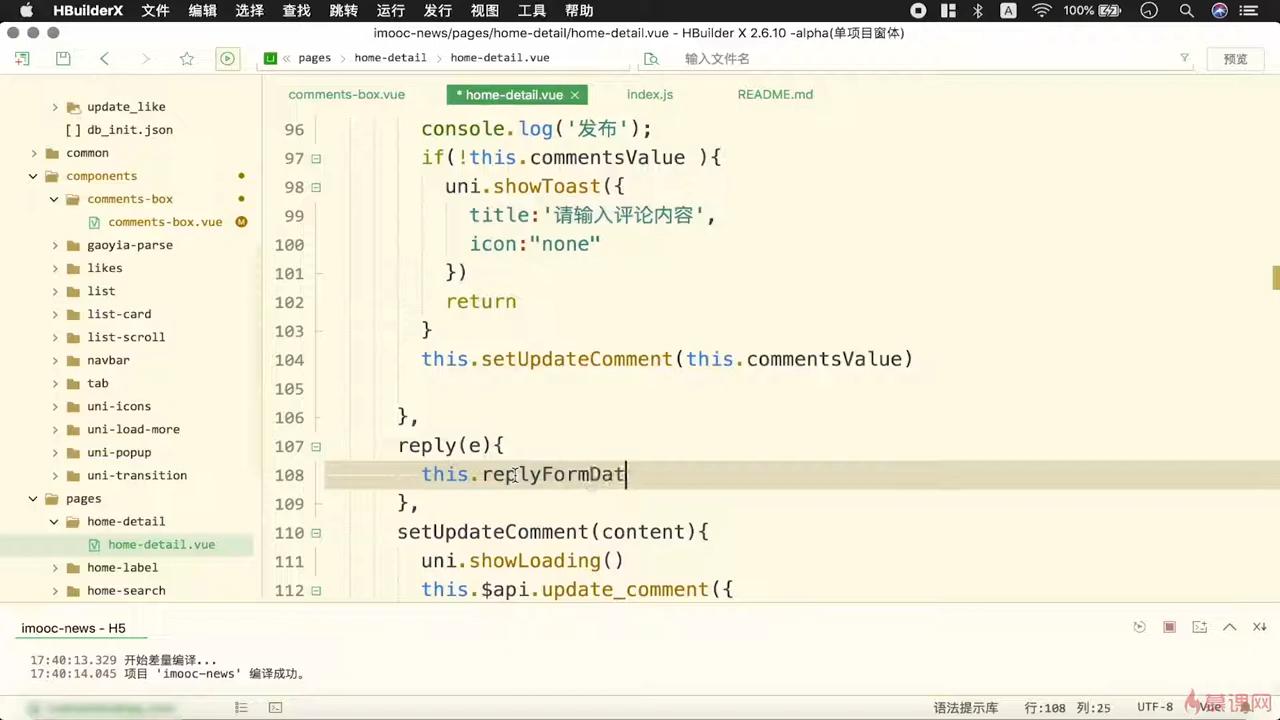 HBuilderX 文件 编辑 选择 查找 跳转 运行 发行 视图 工具 帮助 A 100%
imooc-news/pages/home-detail/home-detail.vue - HBuilder X 2.6.10 -alpha(单项目窗体)
« pages > home-detail > home-detail.vue 输入文件名 预览
comments-box.vue * home-detail.vue × index.js README.md
update_like
[ ] db_init.json
common
components
comments-box
comments-box.vue M
gaoyia-parse
likes
list
list-card
list-scroll
navbar
tab
uni-icons
uni-load-more
uni-popup
uni-transition
pages
home-detail
home-detail.vue
home-label
home-search
96 console.log('发布');
97 if(!this.commentsValue ){
98 uni.showToast({
99 title:'请输入评论内容',
100 icon:"none"
101 })
102 return
103 }
104 this.setUpdateComment(this.commentsValue)
105
106 },
107 reply(e){
108 this.replyFormDat
109 },
110 setUpdateComment(content){
111 uni.showLoading()
112 this.$api.update_comment({
imooc-news - H5
17:40:13.329 开始差量编译...
17:40:14.045 项目 'imooc-news' 编译成功。
语法提示库 行:108 列:25 UTF-8 Vue
慕课网